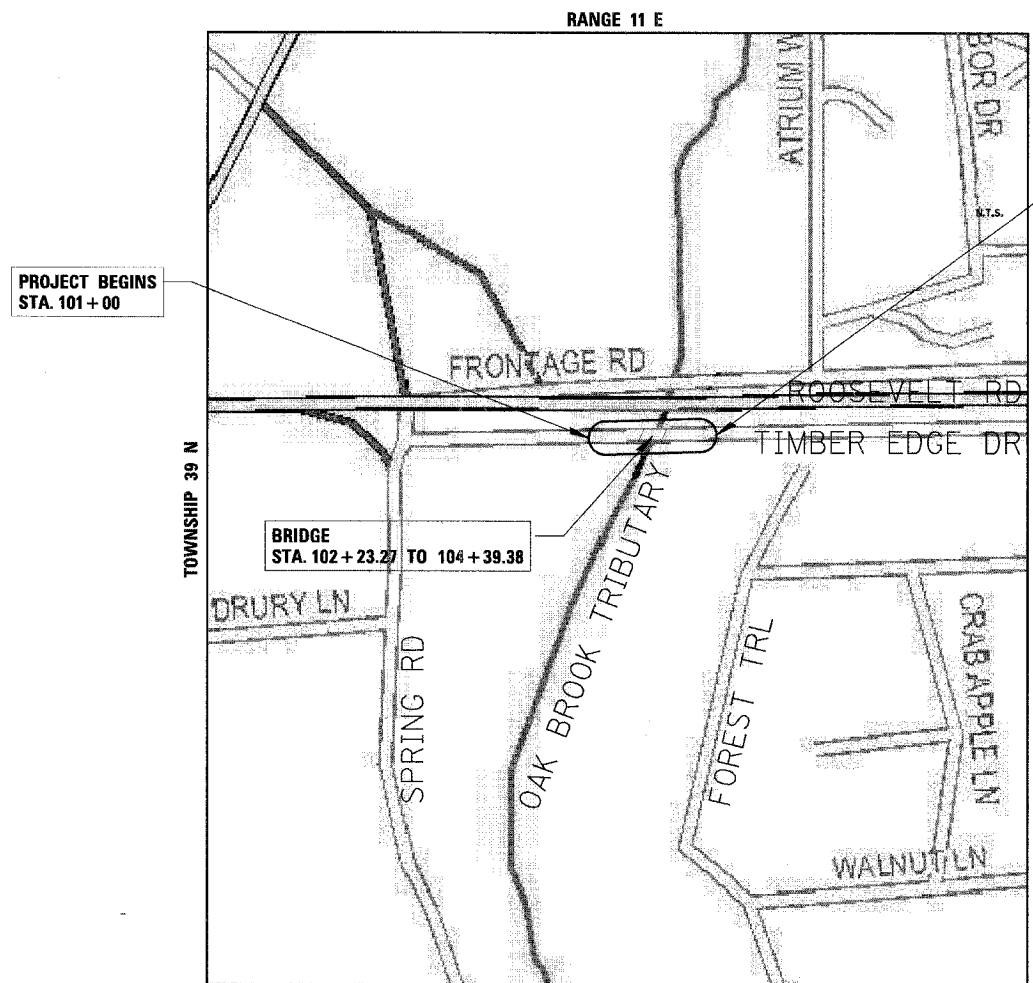 RANGE 11 E
ATRIUM W
BOR DR
N.T.S.
PROJECT BEGINS
STA. 101+00
FRONTAGE RD
ROOSEVELT RD
TIMBER EDGE DR
TOWNSHIP 39 N
BRIDGE
STA. 102+23.27 TO 104+39.38
OAK BROOK TRIBUTARY
DRURY LN
SPRING RD
FOREST TRL
CRABAPPLE LN
WALNUT LN